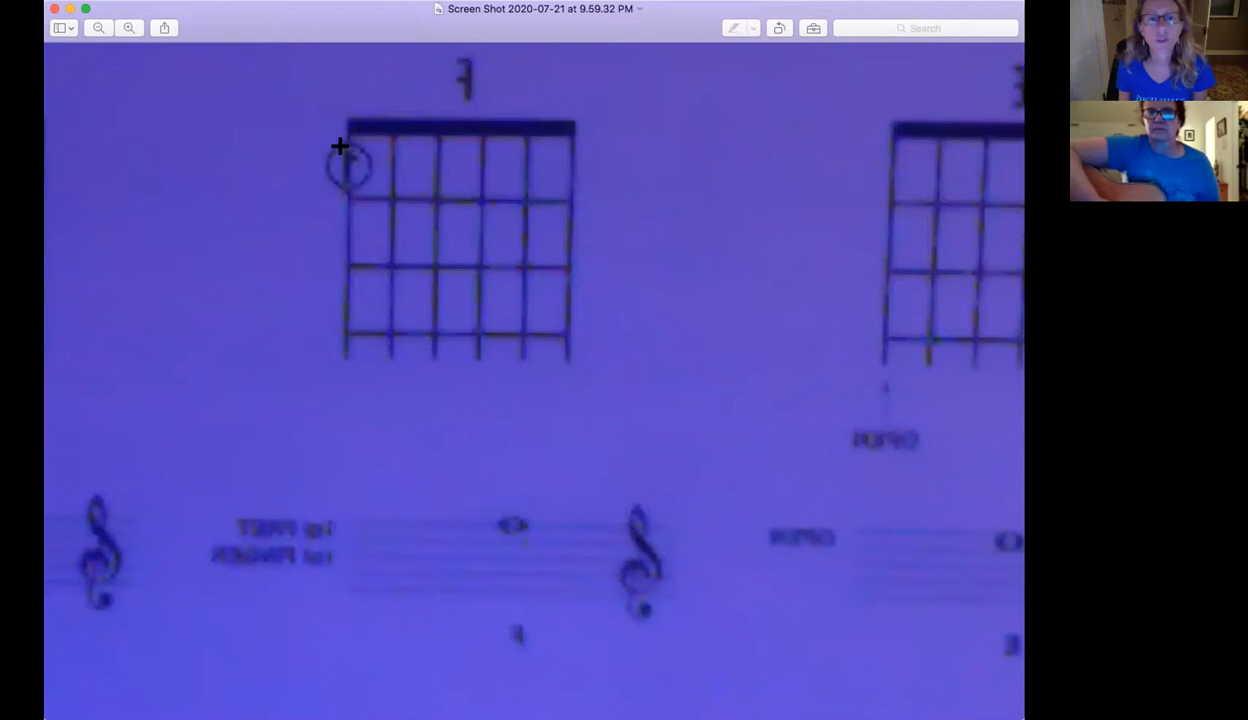 Screen Shot 2020-07-21 at 9.59.32 PM
Search
F
E
OPEN
1st FRET
1st FINGER
OPEN
F
E